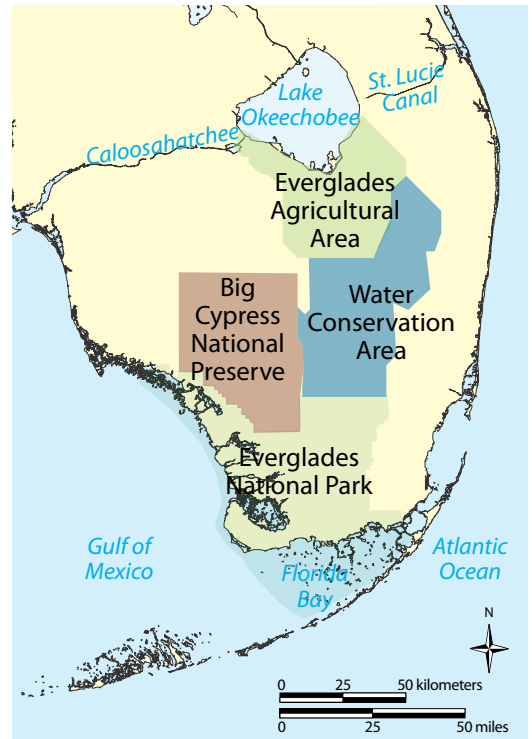 Lake
Okeechobee
St. Lucie
Canal
Caloosahatchee
Everglades
Agricultural
Area
Big
Cypress
National
Preserve
Water
Conservation
Area
Everglades
National Park
Gulf of
Mexico
Florida
Bay
Atlantic
Ocean
N
0 25 50 kilometers
0 25 50 miles